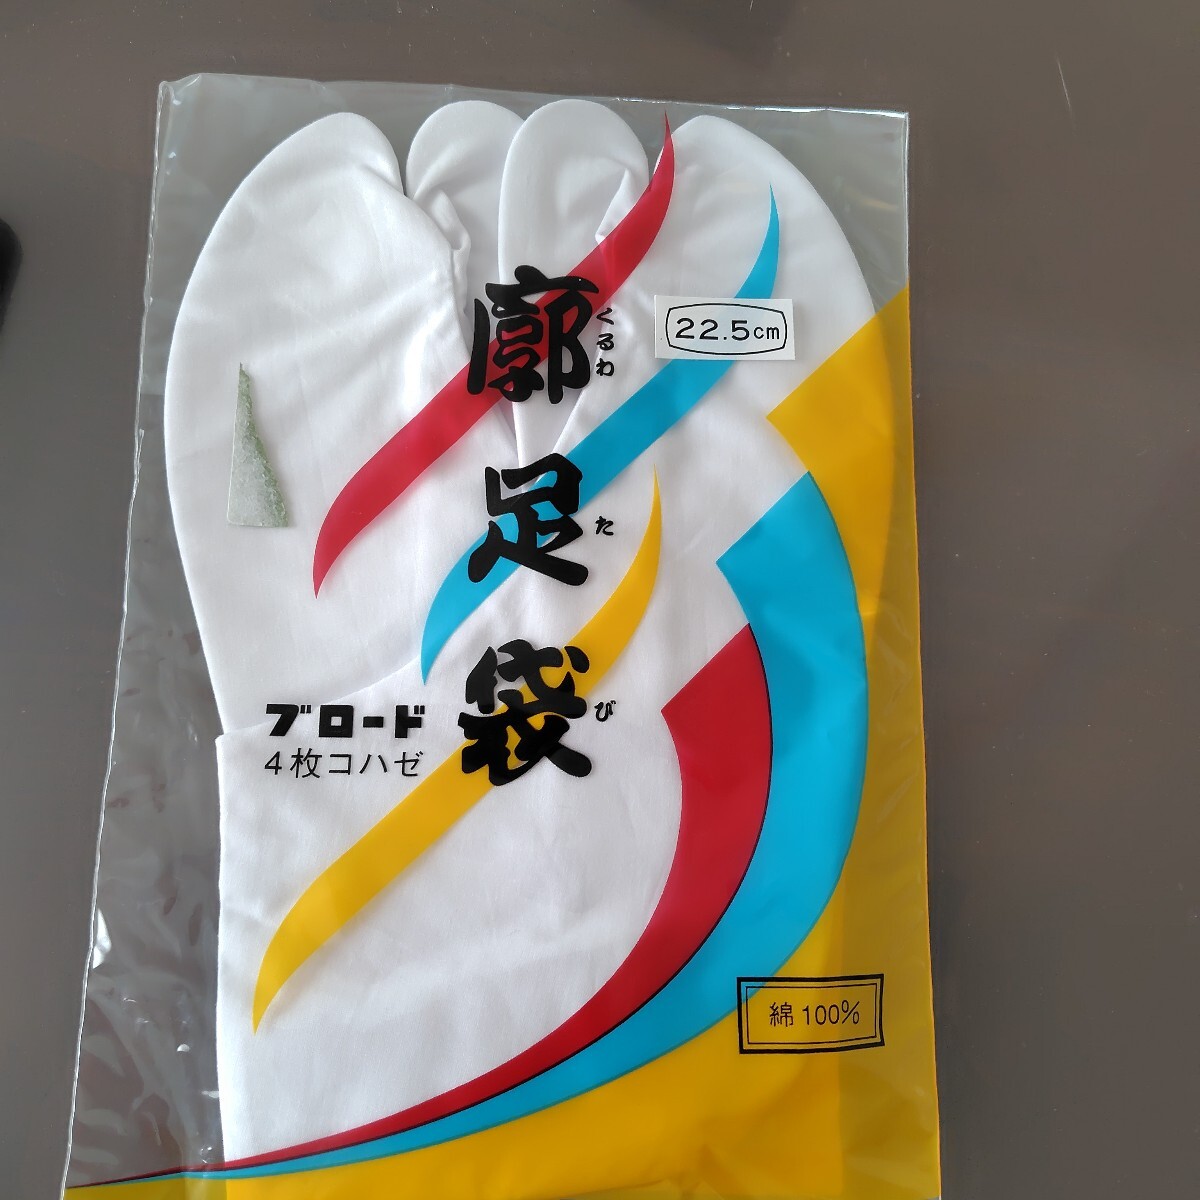 廓足袋
くるわ
たび
22.5cm
ブロード
4枚コハゼ
綿100%